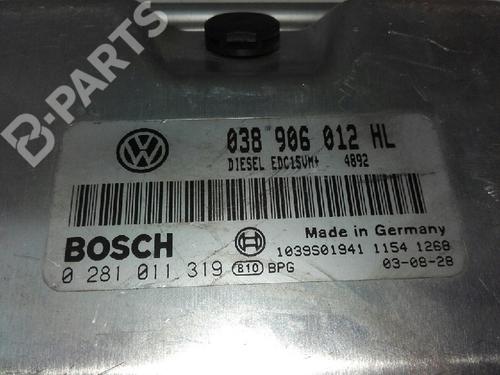 B-PARTS
VW
038 906 012 HL
DIESEL EDC15VM+ 4892
BOSCH
Made in Germany
1039S01941 1154 1268
0 281 011 319 B10 BPG
03-08-28